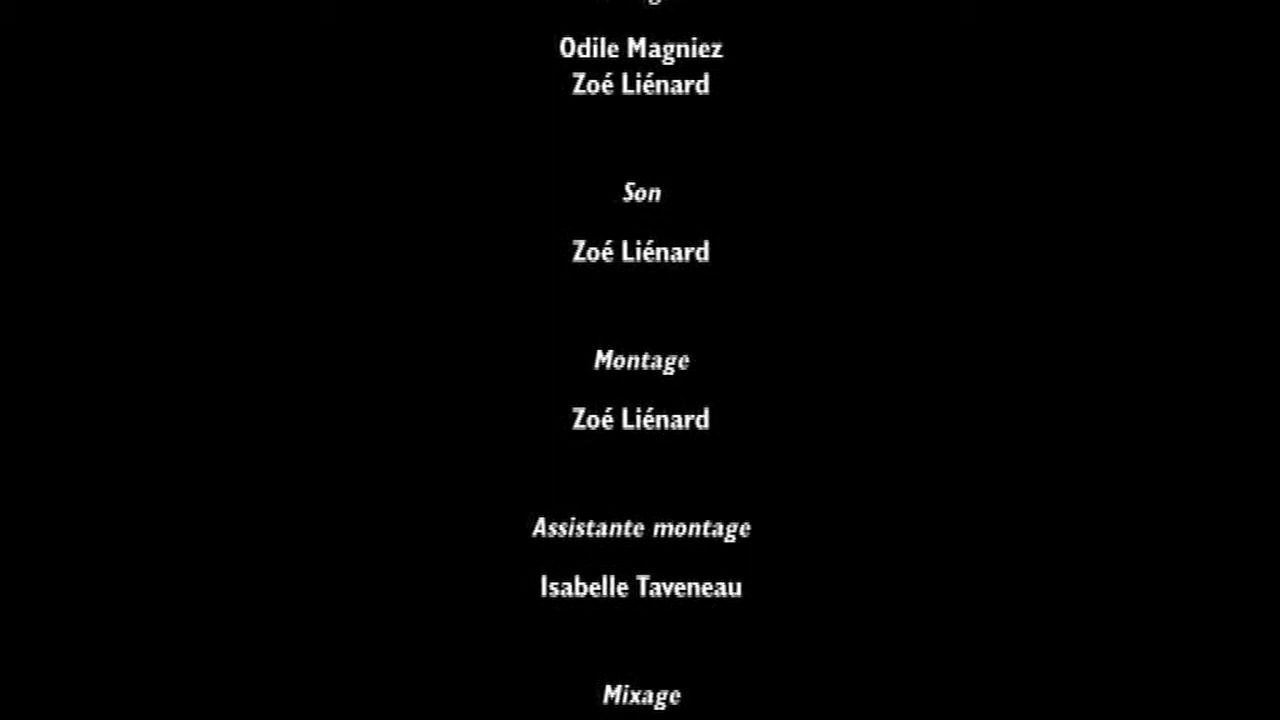 Odile Magniez
Zoé Liénard
Son
Zoé Liénard
Montage
Zoé Liénard
Assistante montage
Isabelle Taveneau
Mixage